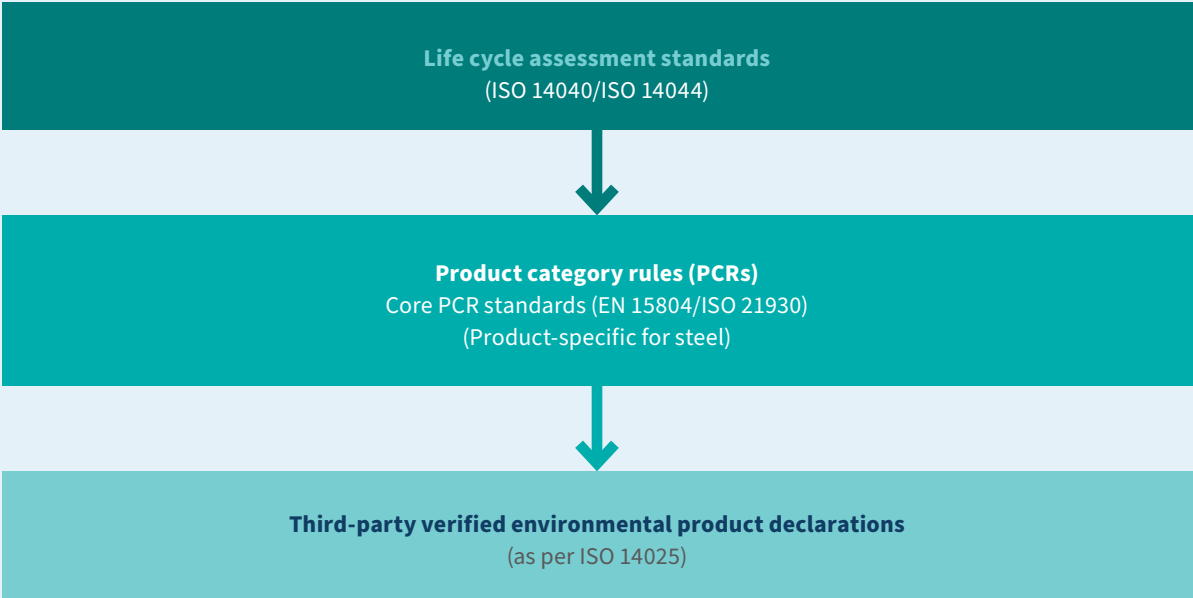 Life cycle assessment standards
(ISO 14040/ISO 14044)
Product category rules (PCRs)
Core PCR standards (EN 15804/ISO 21930)
(Product-specific for steel)
Third-party verified environmental product declarations
(as per ISO 14025)